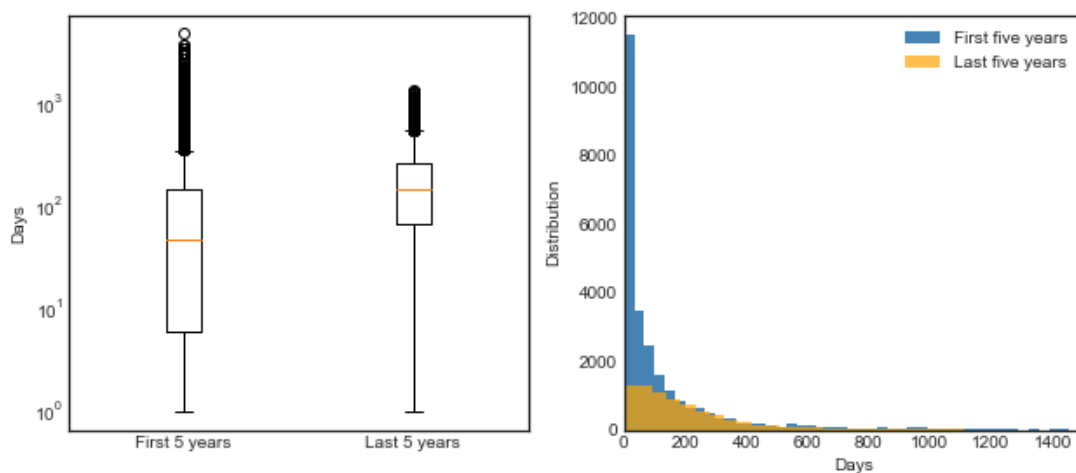 10^3
10^2
10^1
10^0
Days
First 5 years
Last 5 years
12000
10000
8000
6000
4000
2000
0
Distribution
First five years
Last five years
0 200 400 600 800 1000 1200 1400
Days